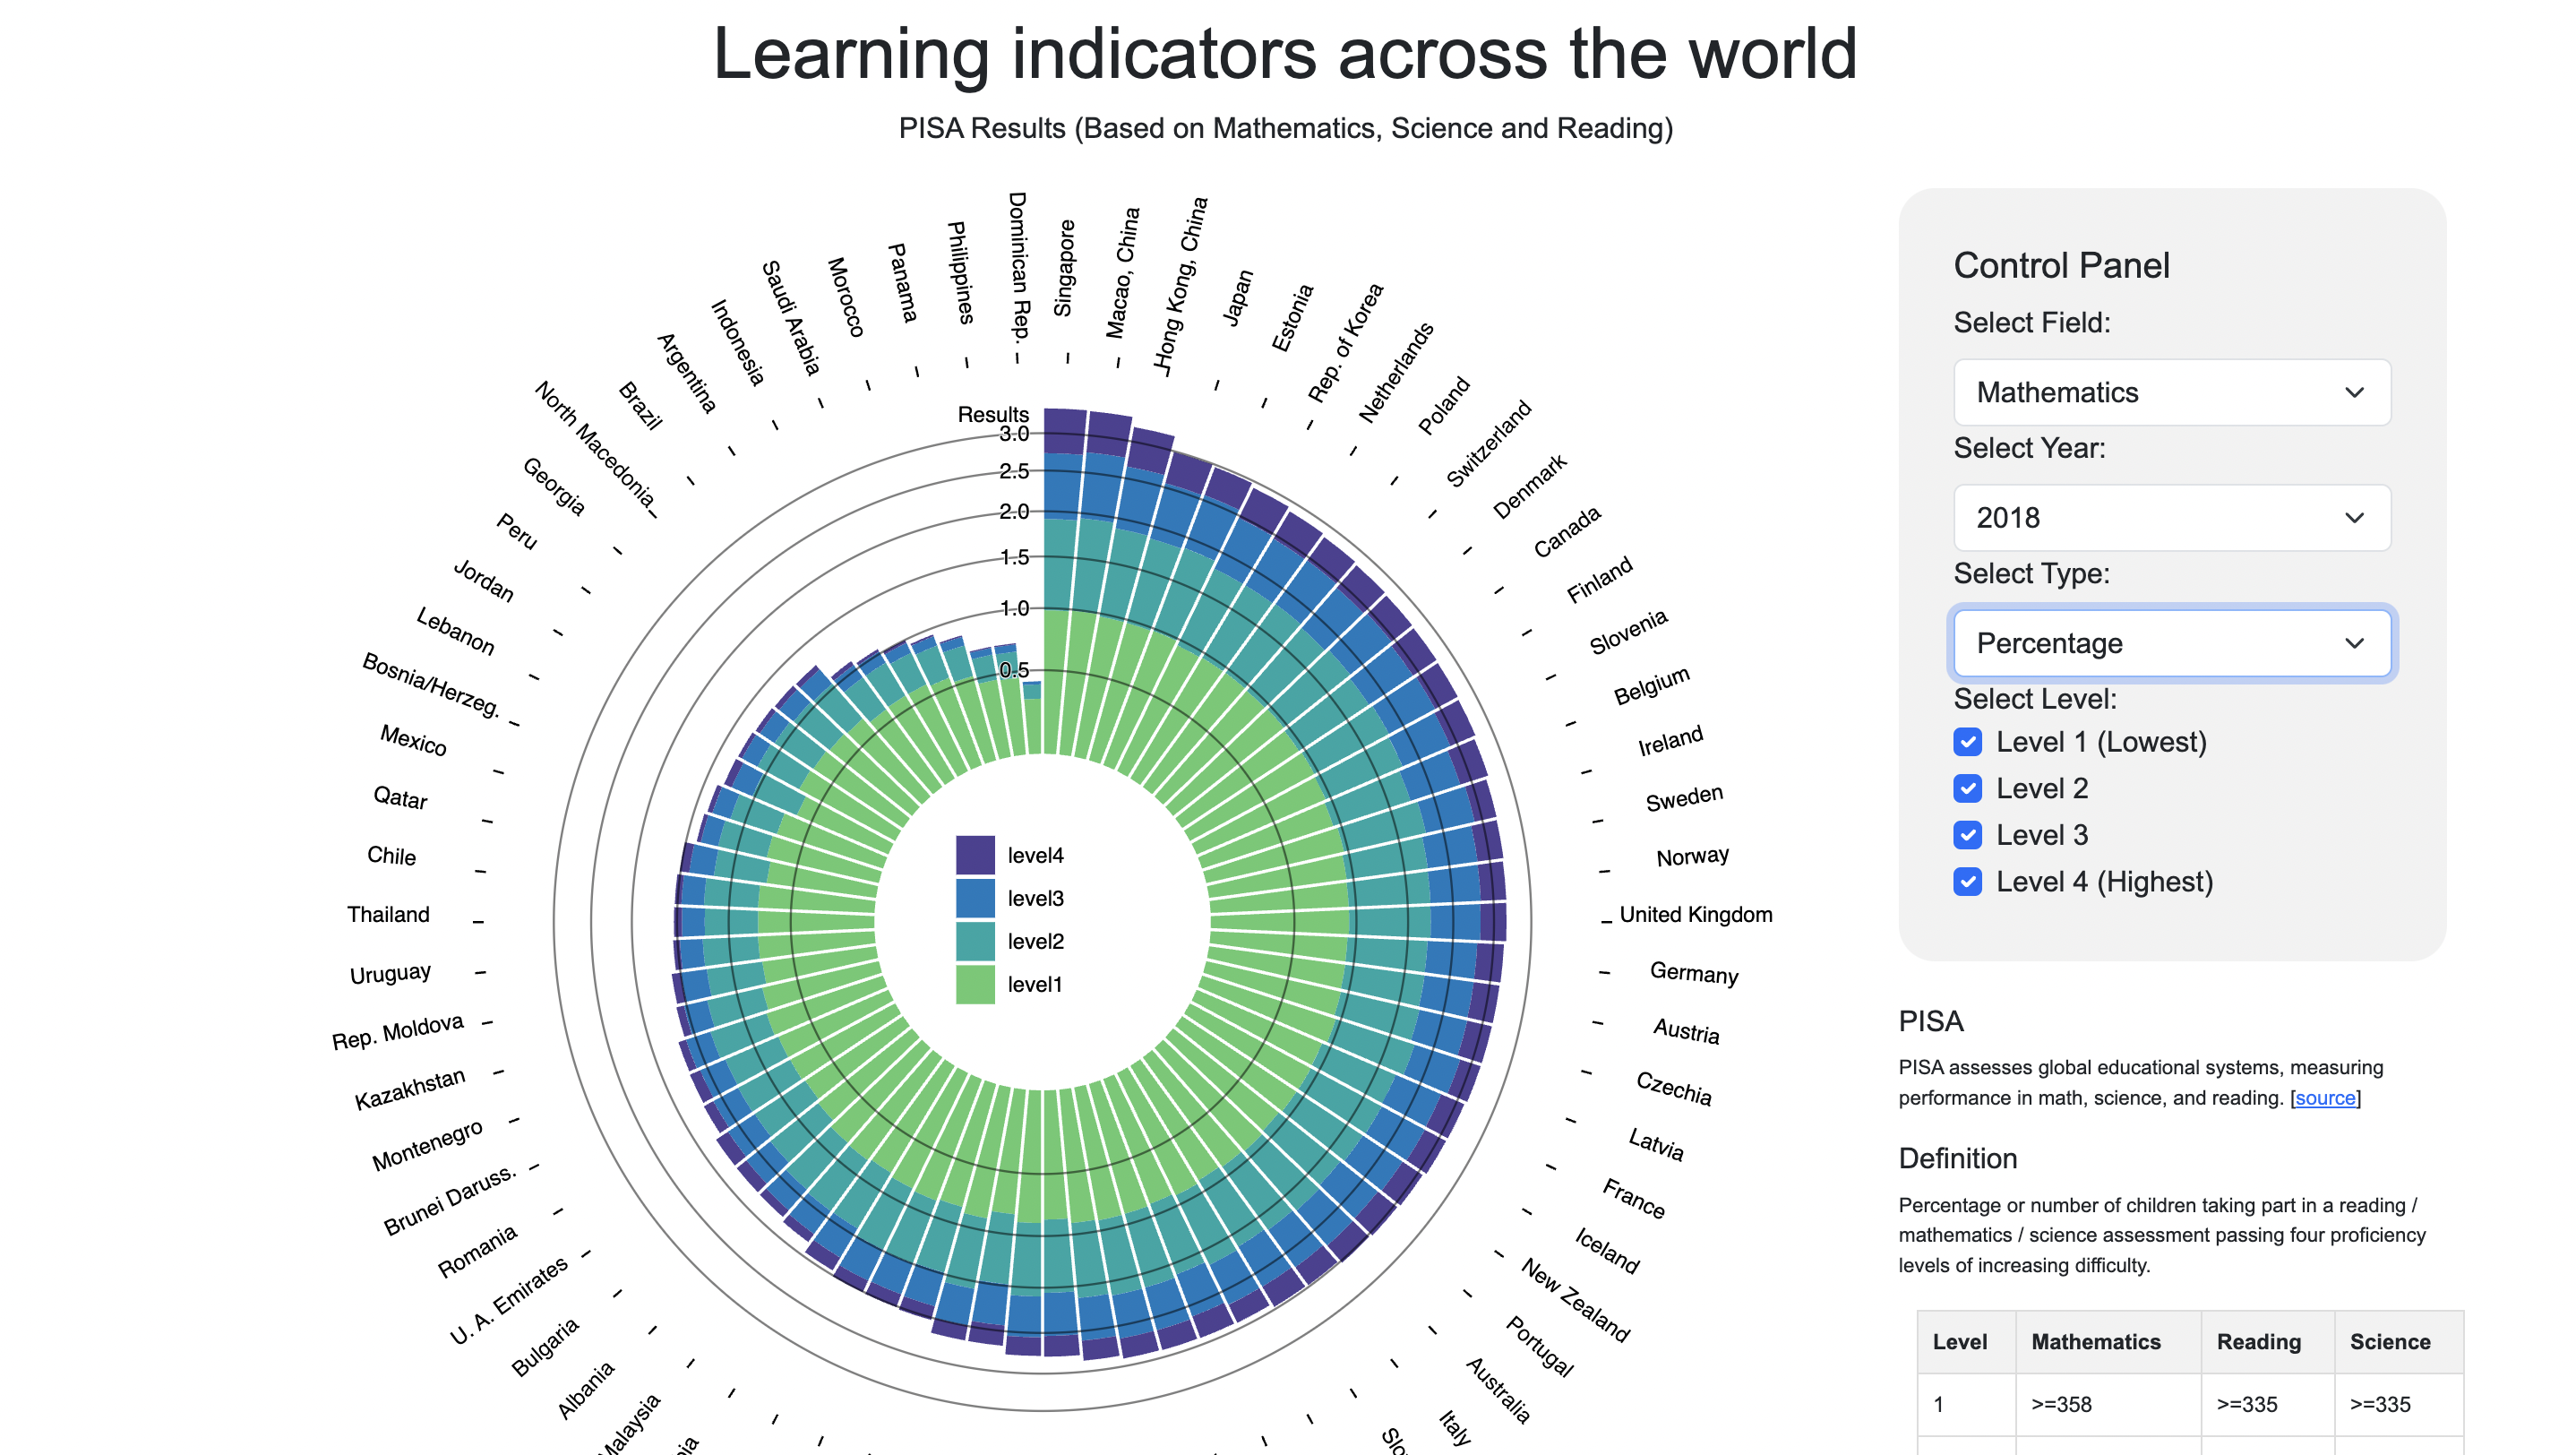 Learning indicators across the world
PISA Results (Based on Mathematics, Science and Reading)
Dominican Rep.
Singapore
Macao, China
Hong Kong, China
Japan
Estonia
Rep. of Korea
Netherlands
Poland
Switzerland
Denmark
Canada
Finland
Slovenia
Belgium
Ireland
Sweden
Norway
United Kingdom
Germany
Austria
Czechia
Latvia
France
Iceland
New Zealand
Portugal
Australia
Italy
Malaysia
Albania
Bulgaria
U. A. Emirates
Romania
Brunei Daruss.
Montenegro
Kazakhstan
Rep. Moldova
Uruguay
Thailand
Chile
Qatar
Mexico
Bosnia/Herzeg.
Lebanon
Jordan
Peru
Georgia
North Macedonia
Brazil
Argentina
Indonesia
Saudi Arabia
Morocco
Panama
Philippines
Results
3.0
2.5
2.0
1.5
1.0
0.5
level4
level3
level2
level1
Control Panel
Select Field:
Mathematics
Select Year:
2018
Select Type:
Percentage
Select Level:
Level 1 (Lowest)
Level 2
Level 3
Level 4 (Highest)
PISA
PISA assesses global educational systems, measuring
performance in math, science, and reading. [source]
Definition
Percentage or number of children taking part in a reading /
mathematics / science assessment passing four proficiency
levels of increasing difficulty.
Level Mathematics Reading Science
1 >=358 >=335 >=335